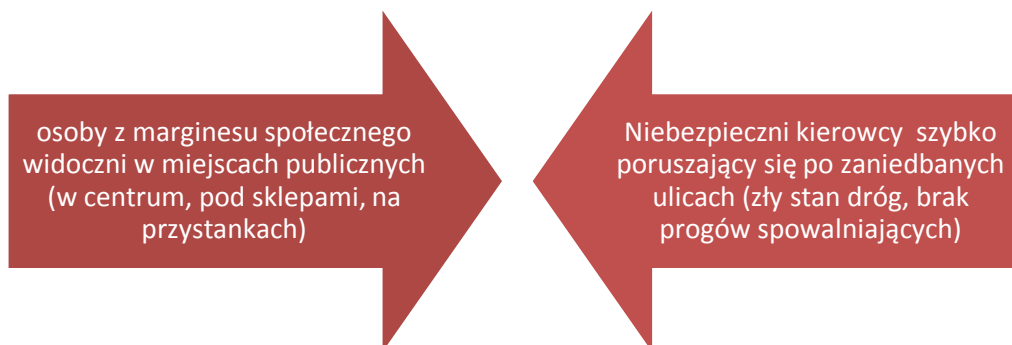 osoby z marginesu społecznego
widoczni w miejscach publicznych
(w centrum, pod sklepami, na
przystankach)
Niebezpieczni kierowcy szybko
poruszający się po zaniedbanych
ulicach (zły stan dróg, brak
progów spowalniających)